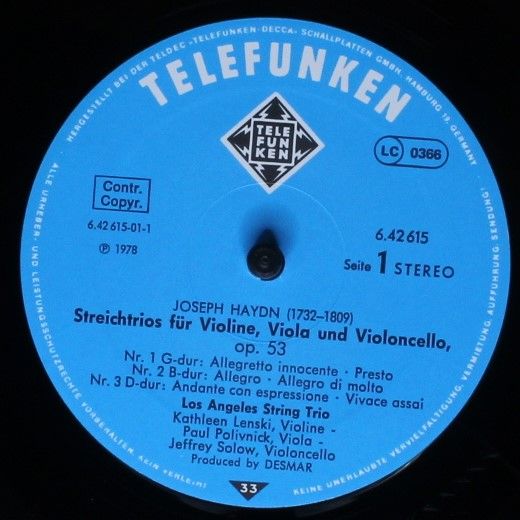 HERGESTELLT BEI DER TELDEC »TELEFUNKEN-DECCA« SCHALLPLATTEN GMBH, HAMBURG 19, GERMANY
TELEFUNKEN
TELE
FUN
KEN
LC 0366
Contr.
Copyr.
6.42615-01-1
℗ 1978
6.42615
Seite 1 STEREO
JOSEPH HAYDN (1732–1809)
Streichtrios für Violine, Viola und Violoncello,
op. 53
Nr. 1 G-dur: Allegretto innocente · Presto
Nr. 2 B-dur: Allegro · Allegro di molto
Nr. 3 D-dur: Andante con espressione · Vivace assai
Los Angeles String Trio
Kathleen Lenski, Violine -
Paul Polivnick, Viola -
Jeffrey Solow, Violoncello
Produced by DESMAR
33
ALLE URHEBER- UND LEISTUNGSSCHUTZRECHTE VORBEHALTEN. KEIN VERLEIH!
KEINE UNERLAUBTE VERVIELFÄLTIGUNG, VERMIETUNG, AUFFÜHRUNG, SENDUNG!